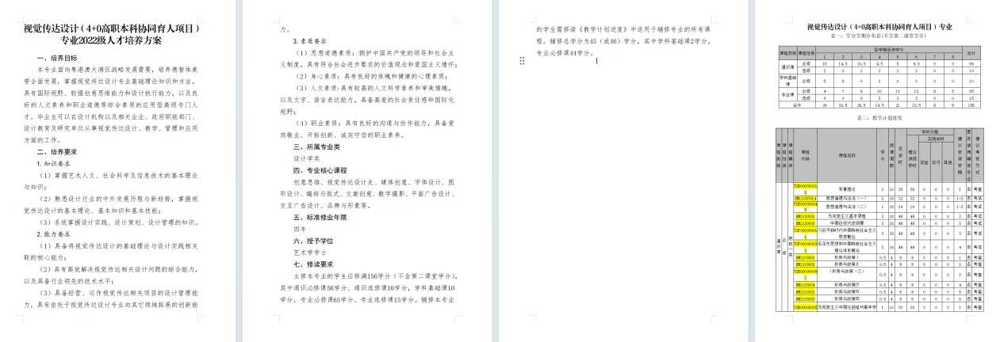 视觉传达设计（4+0高职本科协同育人项目）
专业2022级人才培养方案
一、培养目标
本专业面向粤港澳大湾区战略发展需要，培养德智体美
劳全面发展，掌握视觉传达设计专业基础理论知识和方法，
具有国际视野、较强创意思维能力和设计执行能力，以及良
好的人文素养和职业道德等综合素质的应用型高级专门人
才。毕业生可以在设计机构以及相关企业、政府职能部门、
设计教育及研究单位从事视觉传达设计、教学、管理和应用
方面的工作。
二、培养要求
1.知识要求
（1）掌握艺术人文、社会科学及信息技术的基本理论
与知识；
（2）熟悉设计行业的中外发展历程与新趋势，掌握视
觉传达设计的基本理论、基本知识和基本技能；
（3）系统掌握设计实践、设计策划、设计管理的知识。
2.能力要求
（1）具备将视觉传达设计的基础理论与设计实践相关
联的核心能力；
（2）具有高效解决视觉传达相关设计问题的综合能力，
以及具备行业领先的技术水平；
（3）具备经营、运作视觉传达相关项目的设计管理能
力，具有依托于视觉传达设计专业向其它领域拓展的创新能
力。
3.素质要求
（1）思想道德素质：拥护中国共产党的领导和社会主
义制度，具有符合社会进步要求的价值观念和爱国主义情怀；
（2）身心素质：具有良好的体魄和健康的心理素质；
（3）人文素质:具有较高的人文科学素养和审美情趣，
以及文字、语言表达能力，具备高度的社会责任感和国际化
视野；
（4）职业素质：具有良好的沟通与协作能力，具备爱
岗敬业、开拓创新、诚实守信的职业素养。
三、所属专业类
设计学类
四、专业核心课程
创意思维、视觉传达设计史、媒体创意、字体设计、图
形设计、编排与版式、文案创意、数字摄影、平面广告设计、
交互广告设计、品牌与形象等。
五、标准修业年限
四年
六、授予学位
艺术学学士
七、修读要求
主修本专业的学生应修满156学分（不含第二课堂学分），
其中通识必修课56学分、通识选修课10学分，学科基础课10
学分，专业必修课65学分、专业选修课15学分。辅修本专业
的学生需修读《教学计划进度》中适用于辅修专业的所有课
程。辅修总学分为45（或46）学分，其中学科基础课2学分，
专业必修课44学分。
视觉传达设计（4+0高职本科协同育人项目）专业
表一：学分学期分布表(不含第二课堂学分)
课程类别 课程性质 各学期修读学分 合计
1 2 3 4 5 6 7 8
通识课 必修 15 14.5 10.5 6.5 5 6.5 0 0 56
选修 2 0 2 2 2 2 0 0 10
学科基础课 必修 5 5 0 0 0 0 0 0 10
专业课 必修 4 7 8 10 11 12 8 5 65
选修 0 0 6 3 3 3 0 0 15
合计 26 26.5 26.5 19.5 21 23.5 8 5 156
表二：教学计划进度
课程类别 课程性质 课程模块 课程代码 课程名称 学分 授课周数 总学时 学时分配 建议修读学期 是否适用辅修专业 建议考核方式
理论讲授学时 实践学时
实验 实习 其他
通识课 必修 思政一类
军事理论 2 10 36 36 0 0 0 1 否 考查
思想道德与法治（一） 2 16 32 32 0 0 0 1-2 否 考试
思想道德与法治（二） 1 16 16 16 0 0 0 1-2 否 考试
马克思主义基本原理 3 16 48 48 0 0 0 2 否 考试
中国近现代史纲要 3 16 48 48 0 0 0 3 否 考试
习近平新时代中国特色社会主义思想概论 3 16 48 48 0 0 0 3 否 考试
毛泽东思想和中国特色社会主义理论体系概论 3 16 48 48 0 0 0 4 否 考试
形势与政策Ⅰ 0.5 4 8 8 0 0 0 1 否 考查
形势与政策Ⅱ 0.5 4 8 8 0 0 0 2 否 考查
（形势与政策（三） 0.5 4 8 8 0 0 0 3 否 考查
形势与政策Ⅳ 0.5 4 8 8 0 0 0 4 否 考查
形势与政策Ⅵ 0.5 4 8 8 0 0 0 5 否 考查
0.5 4 8 8 0 0 0 6 否 考查
马克思主义中国化进程与青年学 1 10 20 20 0 0 0 1 否 考查